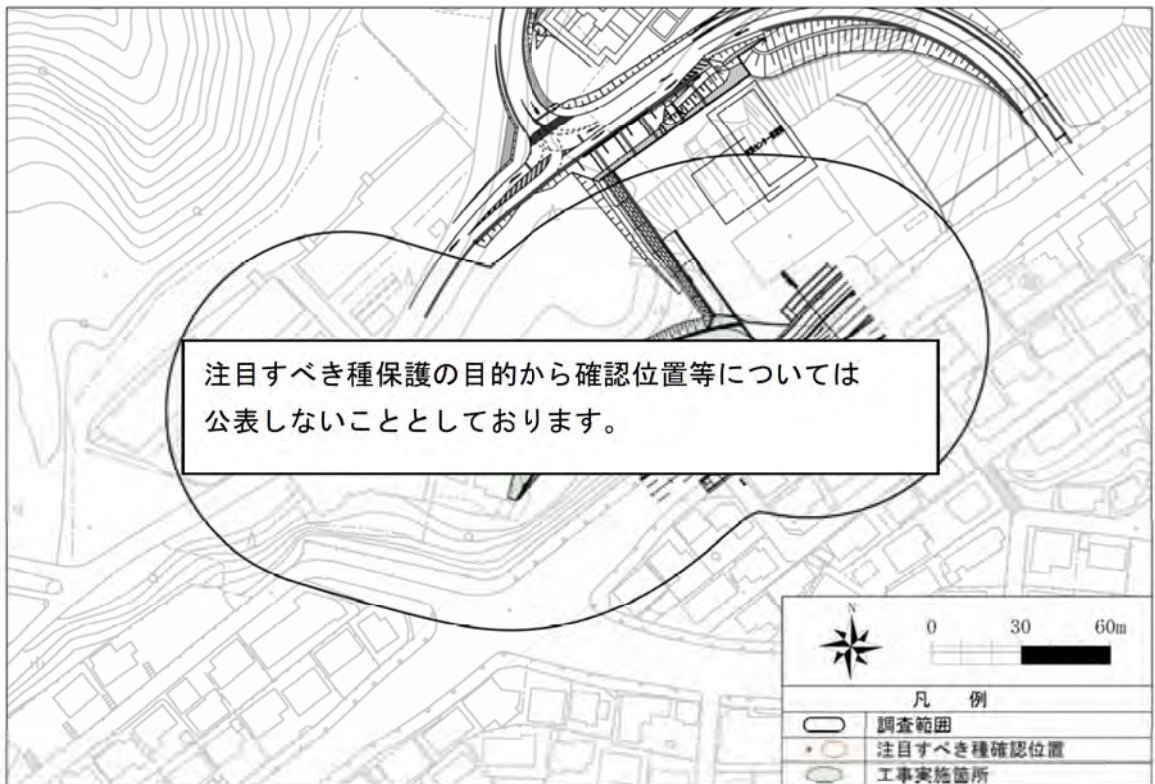 注目すべき種保護の目的から確認位置等については
公表しないこととしております。
N
0 30 60m
凡 例
調査範囲
注目すべき種確認位置
工事実施箇所